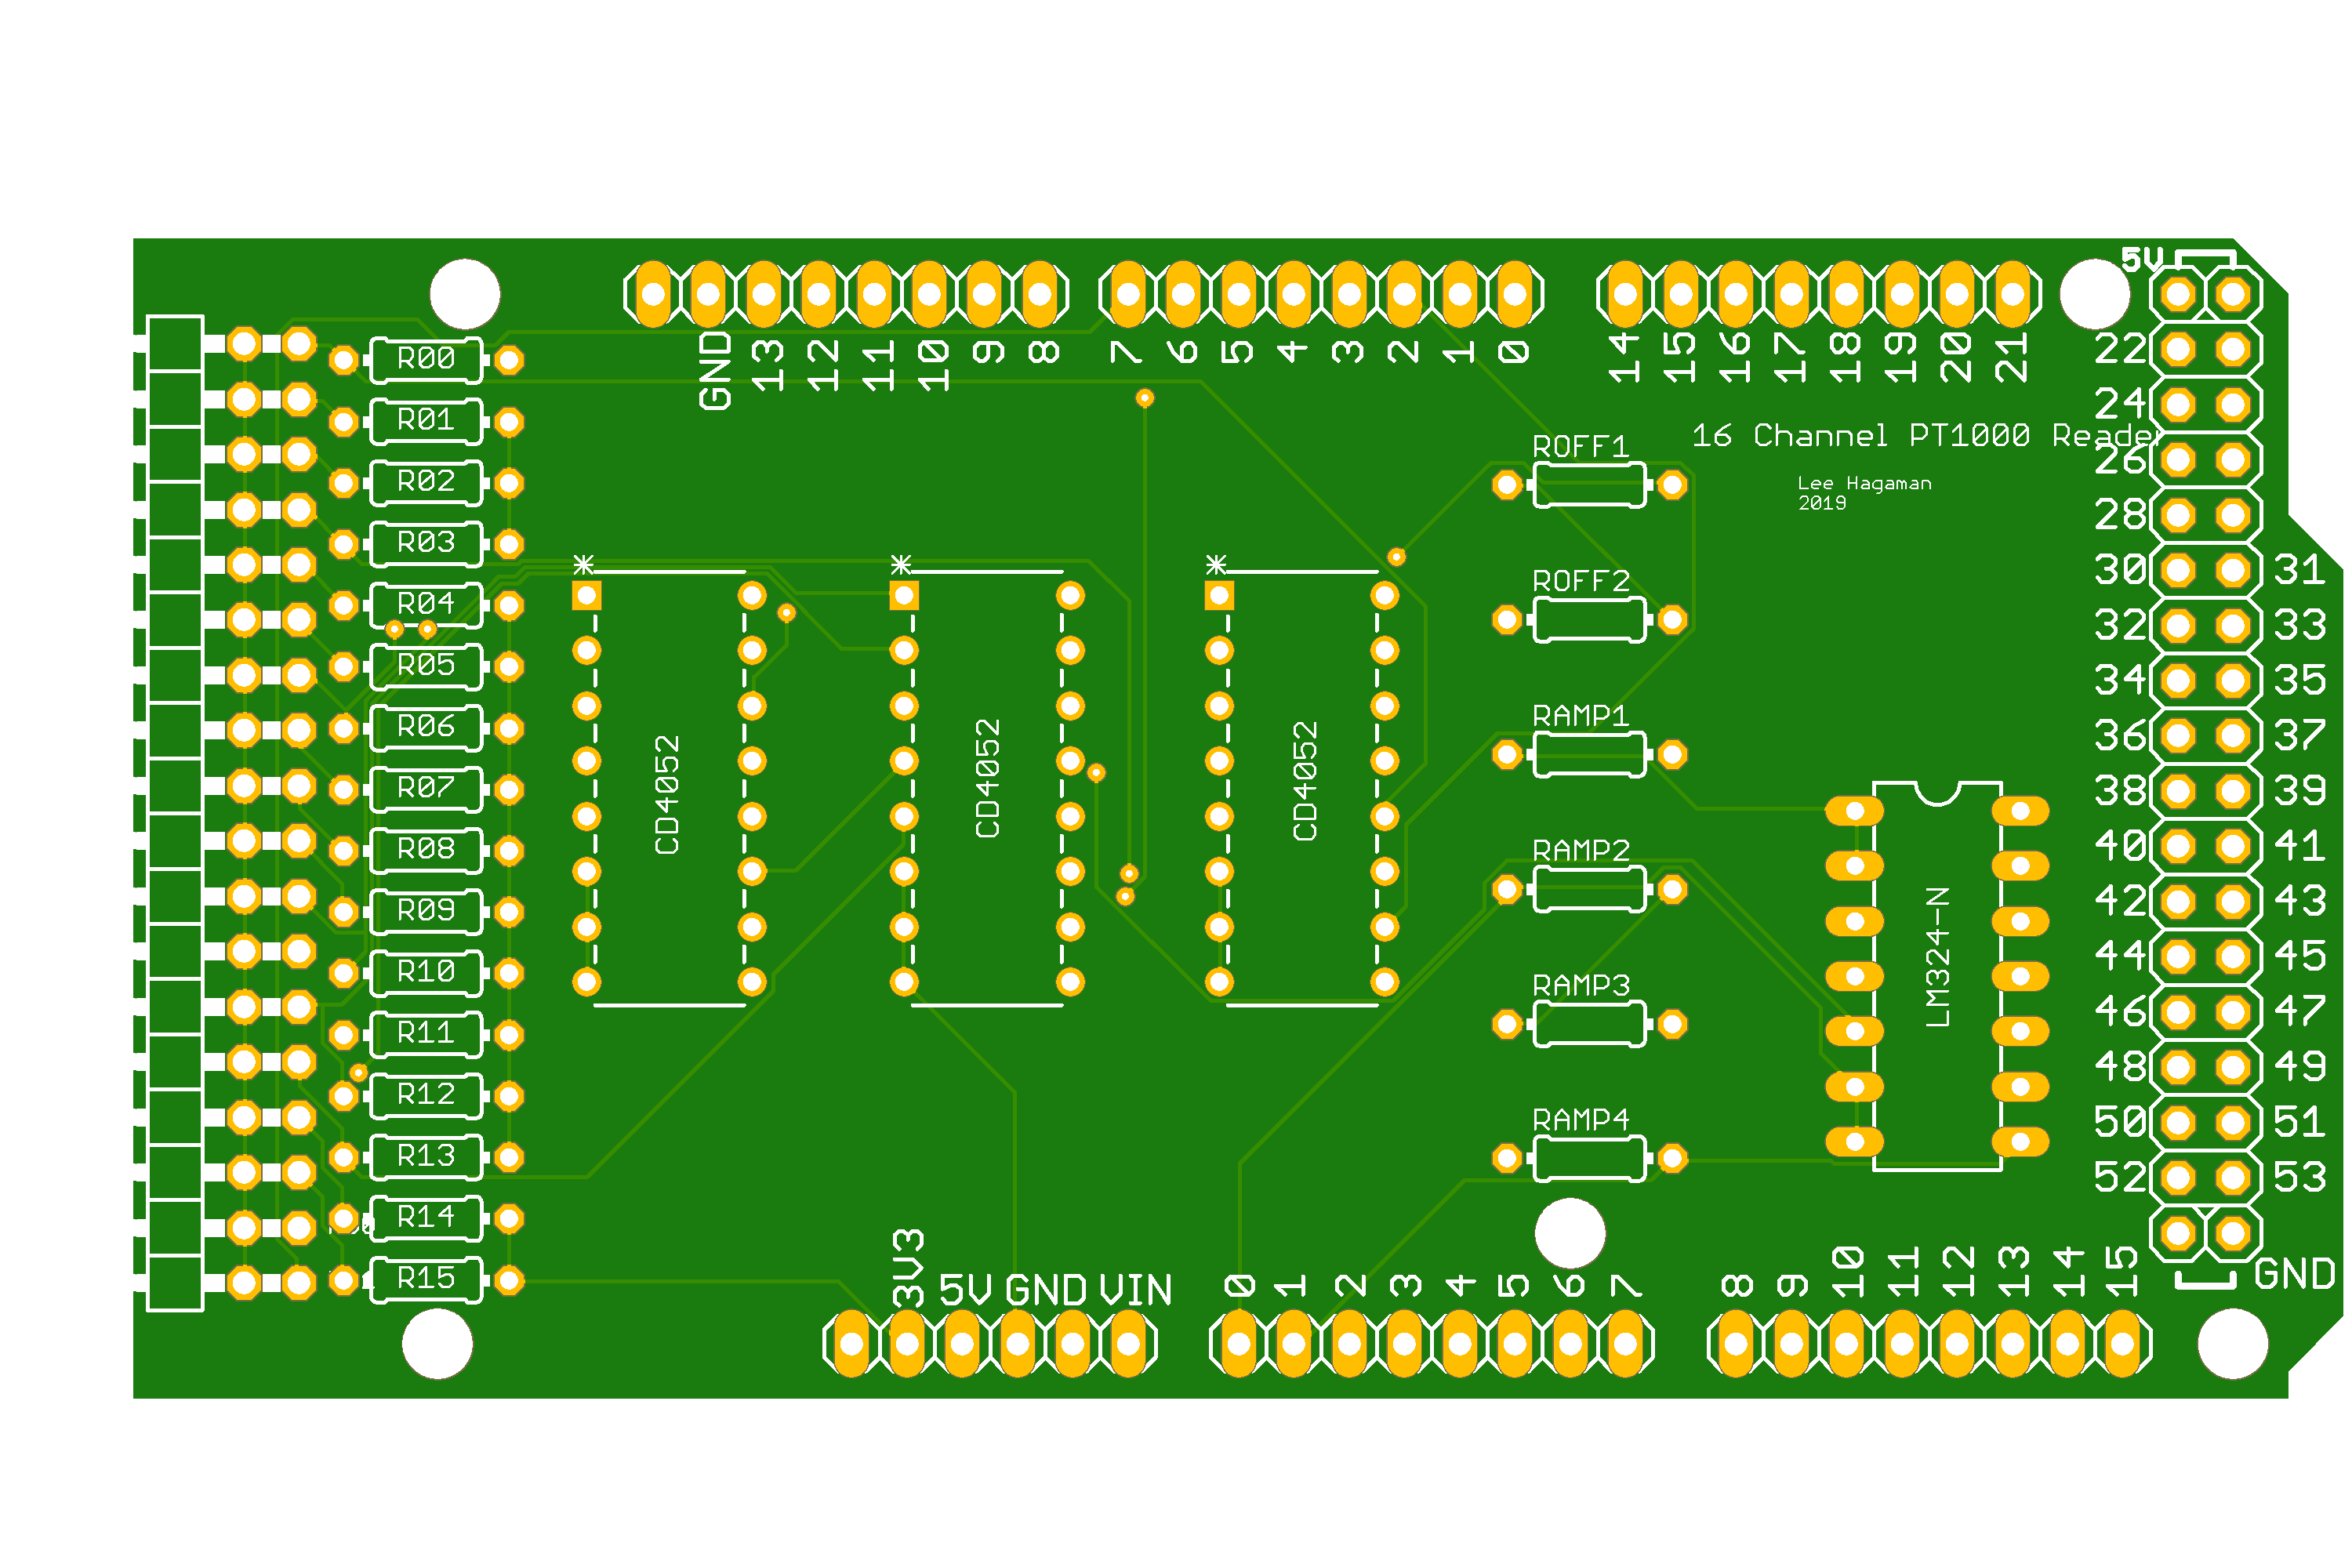 5V
GND 13 12 11 10 9 8 7 6 5 4 3 2 1 0 14 15 16 17 18 19 20 21
22
24
16 Channel PT1000 Reader
26
Lee Hagaman
2019
28
30 31
32 33
34 35
36 37
38 39
40 41
42 43
44 45
46 47
48 49
50 51
52 53
GND
R00
R01
R02
R03
R04
R05
R06
R07
R08
R09
R10
R11
R12
R13
R14
R15
*
*
*
CD4052
CD4052
CD4052
ROFF1
ROFF2
RAMP1
RAMP2
RAMP3
RAMP4
LM324-N
3V3 5V GND VIN 0 1 2 3 4 5 6 7 8 9 10 11 12 13 14 15